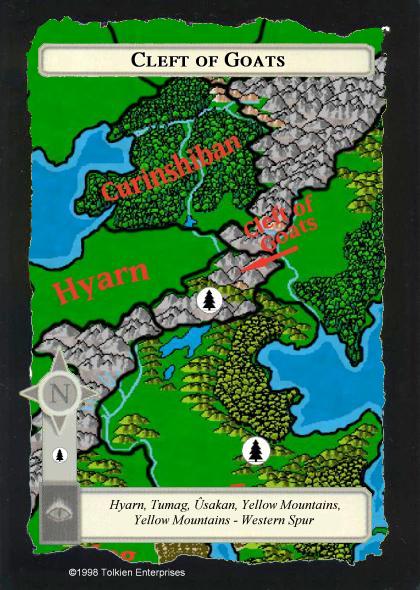 CLEFT OF GOATS
Curinshiban
Cleft of
Goats
Hyarn
N
Hyarn, Tumag, Ûsakan, Yellow Mountains,
Yellow Mountains - Western Spur
©1998 Tolkien Enterprises